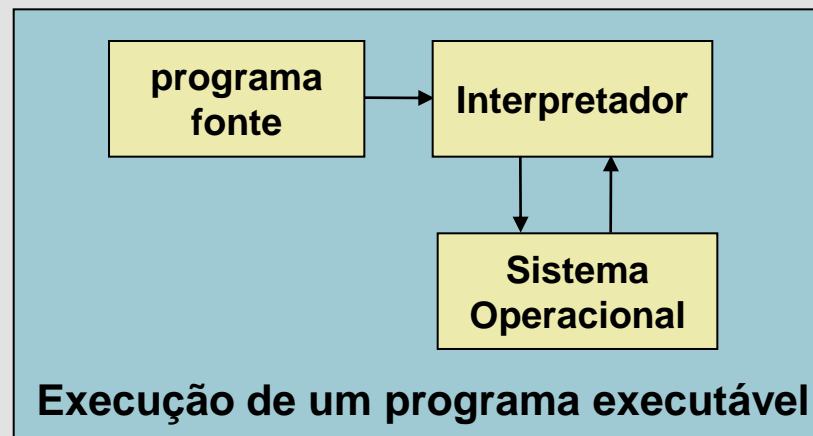 programa
fonte
Interpretador
Sistema
Operacional
Execução de um programa executável